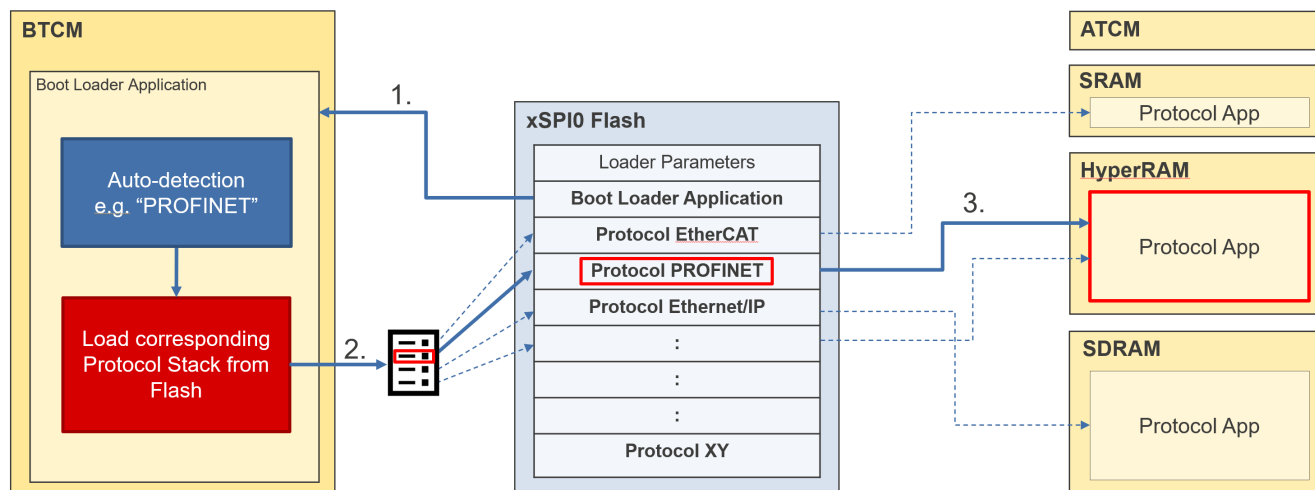 BTCM
Boot Loader Application
Auto-detection
e.g. “PROFINET”
Load corresponding
Protocol Stack from
Flash
1.
2.
xSPI0 Flash
Loader Parameters
Boot Loader Application
Protocol EtherCAT
Protocol PROFINET
Protocol Ethernet/IP
:
:
:
Protocol XY
3.
ATCM
SRAM
Protocol App
HyperRAM
Protocol App
SDRAM
Protocol App